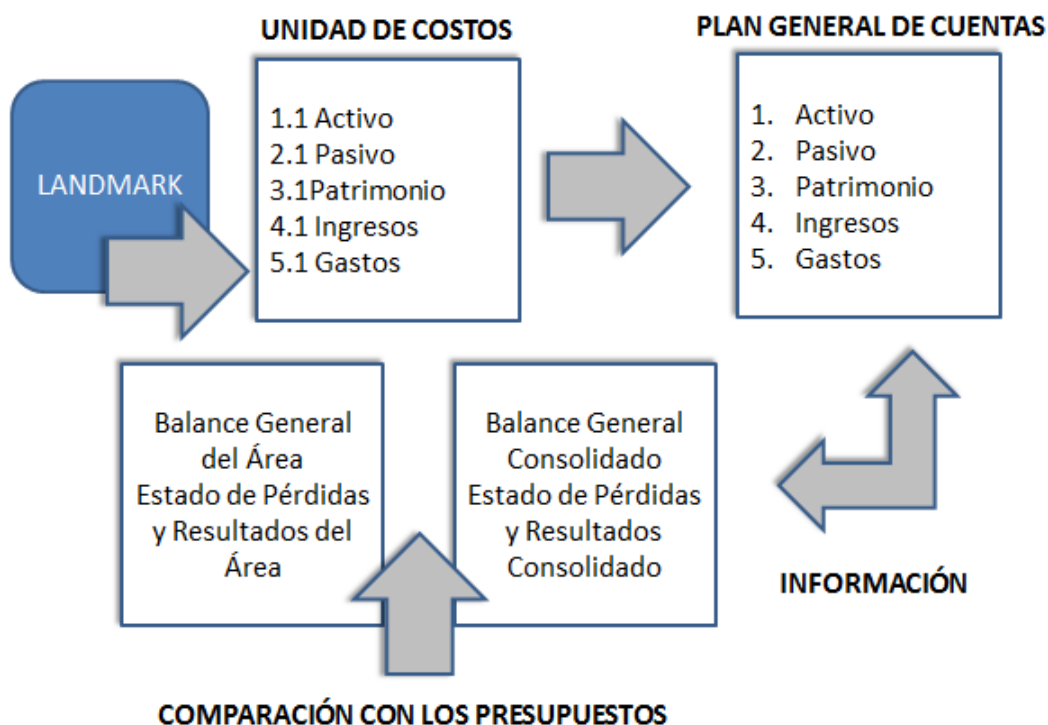 UNIDAD DE COSTOS
PLAN GENERAL DE CUENTAS
LANDMARK
1.1 Activo
2.1 Pasivo
3.1Patrimonio
4.1 Ingresos
5.1 Gastos
1. Activo
2. Pasivo
3. Patrimonio
4. Ingresos
5. Gastos
Balance General
del Área
Estado de Pérdidas
y Resultados del
Área
Balance General
Consolidado
Estado de Pérdidas
y Resultados
Consolidado
INFORMACIÓN
COMPARACIÓN CON LOS PRESUPUESTOS